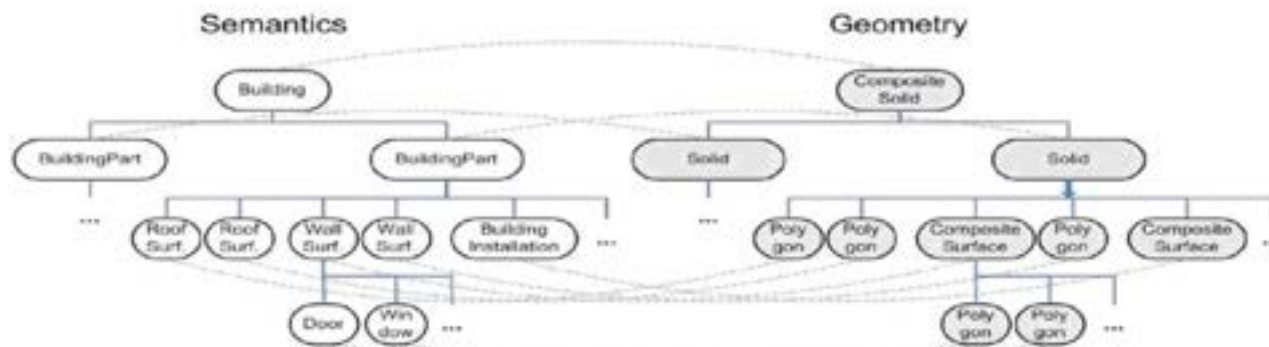 Semantics Geometry
Building
Composite
Solid
BuildingPart BuildingPart Solid Solid
... ...
Roof
Surf.
Roof
Surf.
Wall
Surf.
Wall
Surf
Building
Installation
...
Poly
gon
Poly
gon
Composite
Surface
Poly
gon
Composite
Surface
...
Door
Win
dow
...
Poly
gon
Poly
gon
...